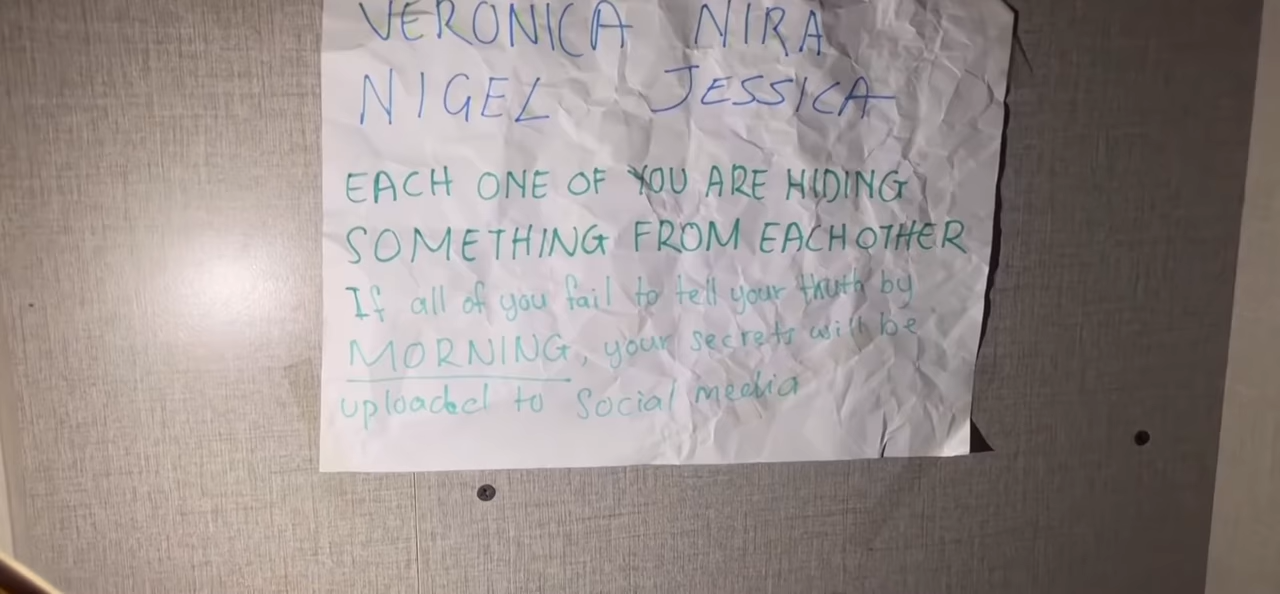 VERONICA NIRA
NIGEL JESSICA
EACH ONE OF YOU ARE HIDING
SOMETHING FROM EACHOTHER
If all of you fail to tell your thuth by
MORNING, your secrets will be
uploaded to Social media